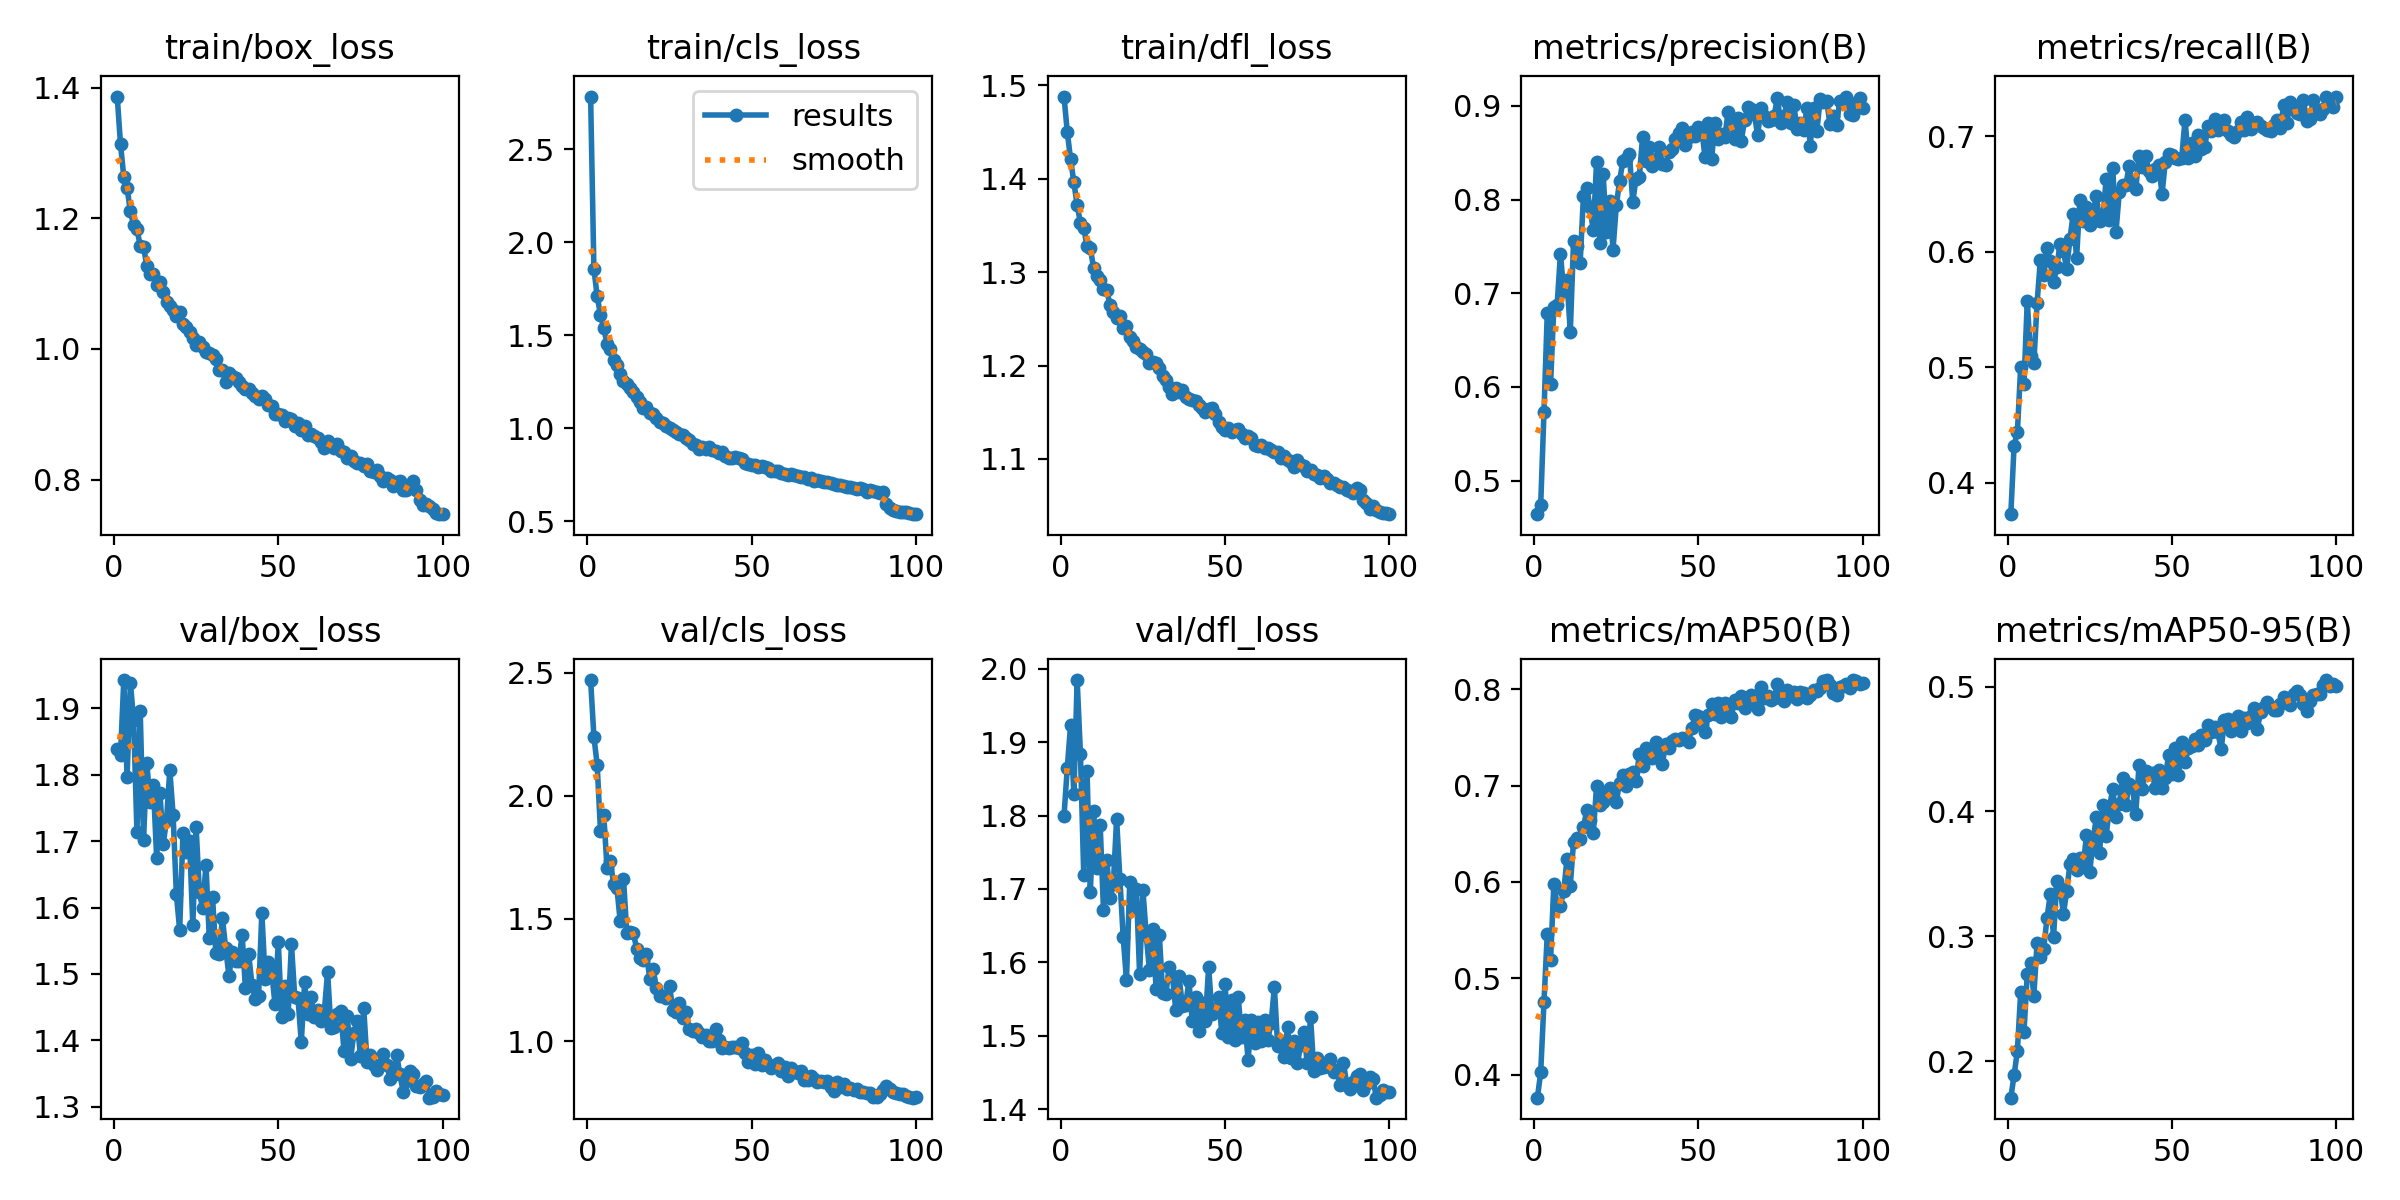 train/box_loss
1.4
1.2
1.0
0.8
0 50 100
train/cls_loss
results
smooth
2.5
2.0
1.5
1.0
0.5
0 50 100
train/dfl_loss
1.5
1.4
1.3
1.2
1.1
0 50 100
metrics/precision(B)
0.9
0.8
0.7
0.6
0.5
0 50 100
metrics/recall(B)
0.7
0.6
0.5
0.4
0 50 100
val/box_loss
1.9
1.8
1.7
1.6
1.5
1.4
1.3
0 50 100
val/cls_loss
2.5
2.0
1.5
1.0
0 50 100
val/dfl_loss
2.0
1.9
1.8
1.7
1.6
1.5
1.4
0 50 100
metrics/mAP50(B)
0.8
0.7
0.6
0.5
0.4
0 50 100
metrics/mAP50-95(B)
0.5
0.4
0.3
0.2
0 50 100